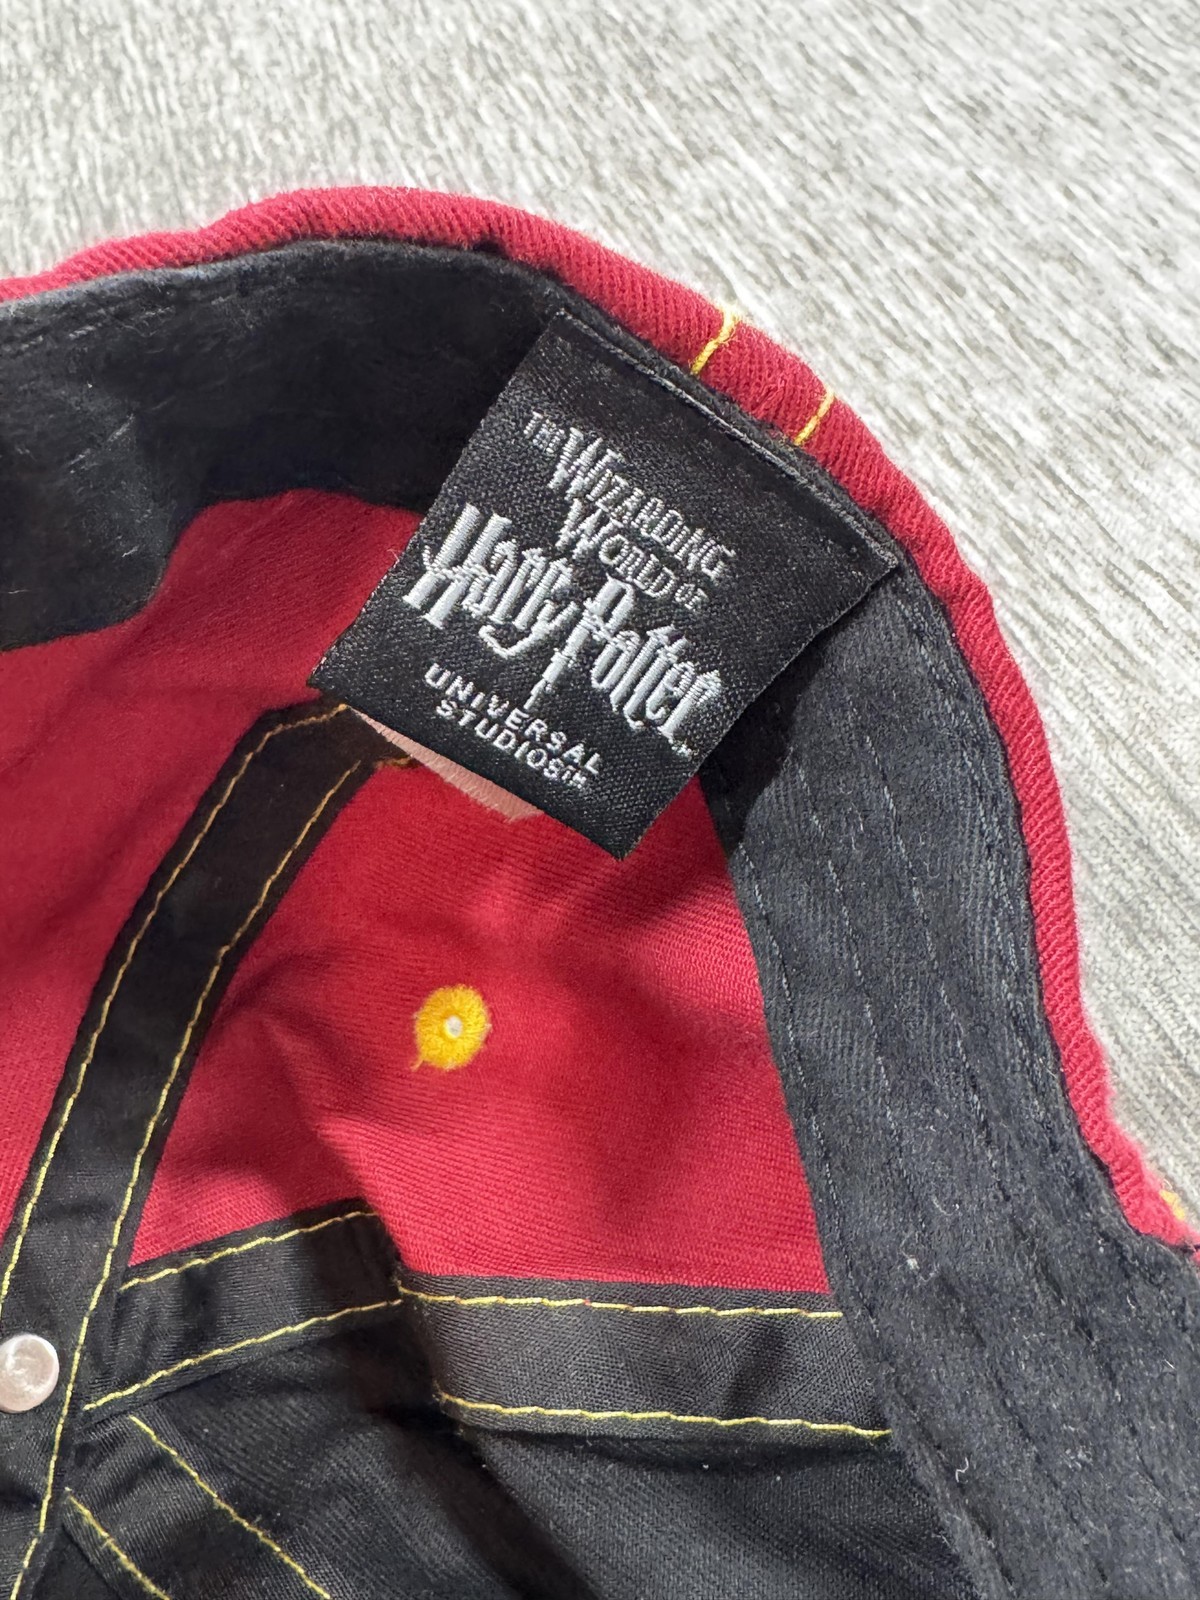 THE WIZARDING
WORLD OF
Harry Potter
UNIVERSAL
STUDIOS